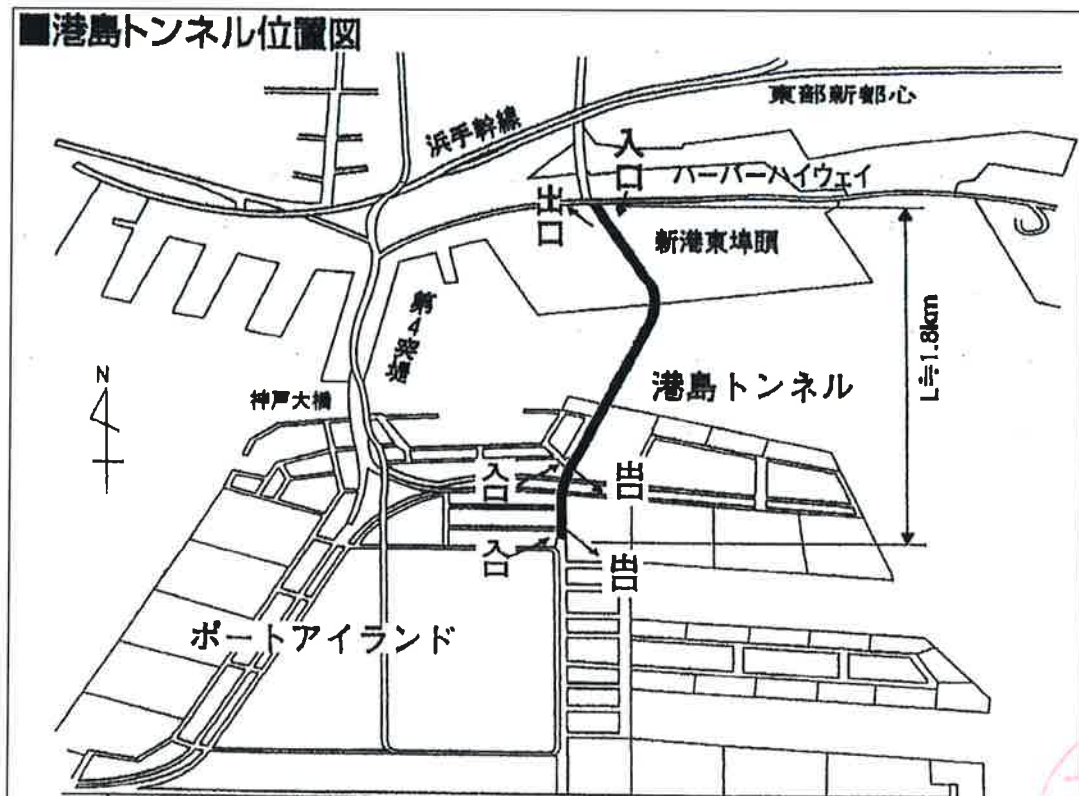 ■港島トンネル位置図
東部新都心
浜手幹線
入口
ハーバーハイウェイ
出口
新港東埠頭
第4突堤
L≒1.8km
N
港島トンネル
神戸大橋
入口
出口
入口
出口
ポートアイランド